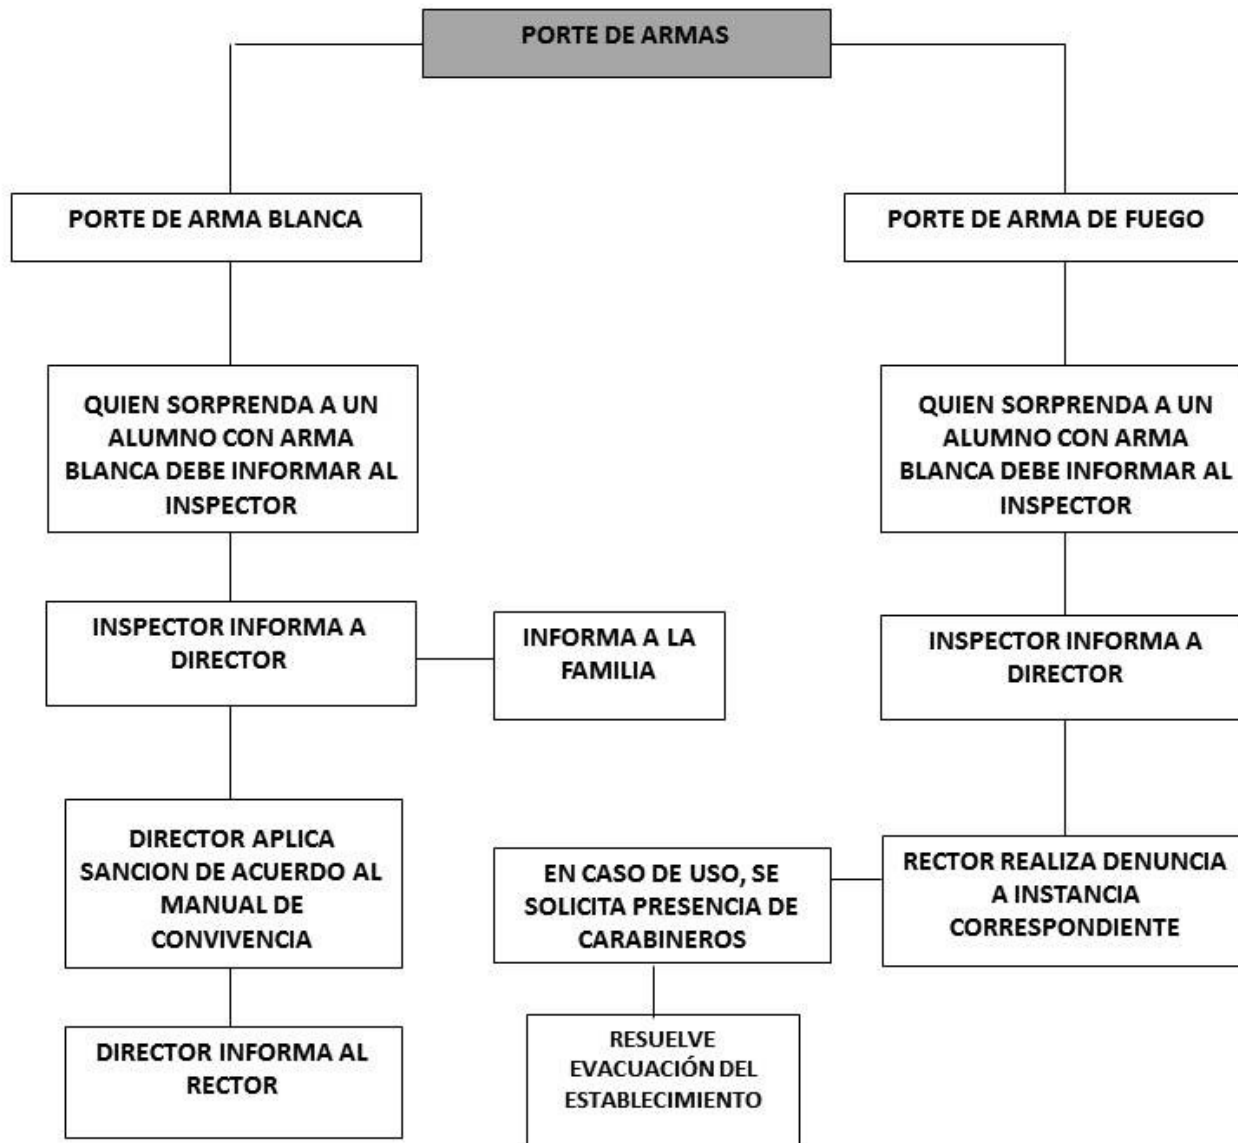 PORTE DE ARMAS
PORTE DE ARMA BLANCA
QUIEN SORPRENDA A UN
ALUMNO CON ARMA
BLANCA DEBE INFORMAR AL
INSPECTOR
INSPECTOR INFORMA A
DIRECTOR
INFORMA A LA
FAMILIA
DIRECTOR APLICA
SANCION DE ACUERDO AL
MANUAL DE
CONVIVENCIA
DIRECTOR INFORMA AL
RECTOR
PORTE DE ARMA DE FUEGO
QUIEN SORPRENDA A UN
ALUMNO CON ARMA
BLANCA DEBE INFORMAR AL
INSPECTOR
INSPECTOR INFORMA A
DIRECTOR
RECTOR REALIZA DENUNCIA
A INSTANCIA
CORRESPONDIENTE
EN CASO DE USO, SE
SOLICITA PRESENCIA DE
CARABINEROS
RESUELVE
EVACUACIÓN DEL
ESTABLECIMIENTO